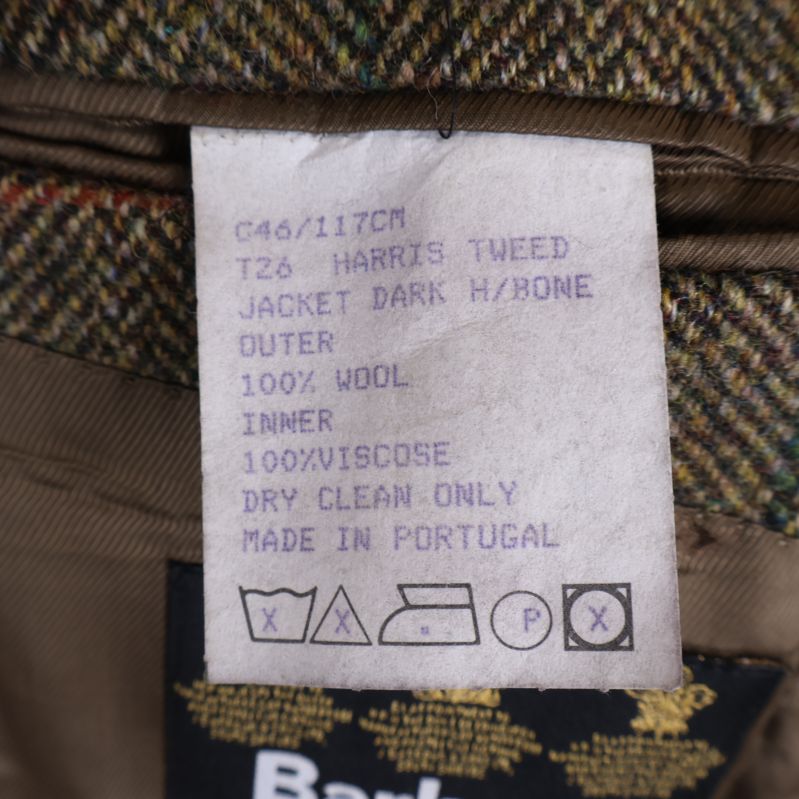 C46/117CM
T26 HARRIS TWEED
JACKET DARK H/BONE
OUTER
100% WOOL
INNER
100%VISCOSE
DRY CLEAN ONLY
MADE IN PORTUGAL
X X P X